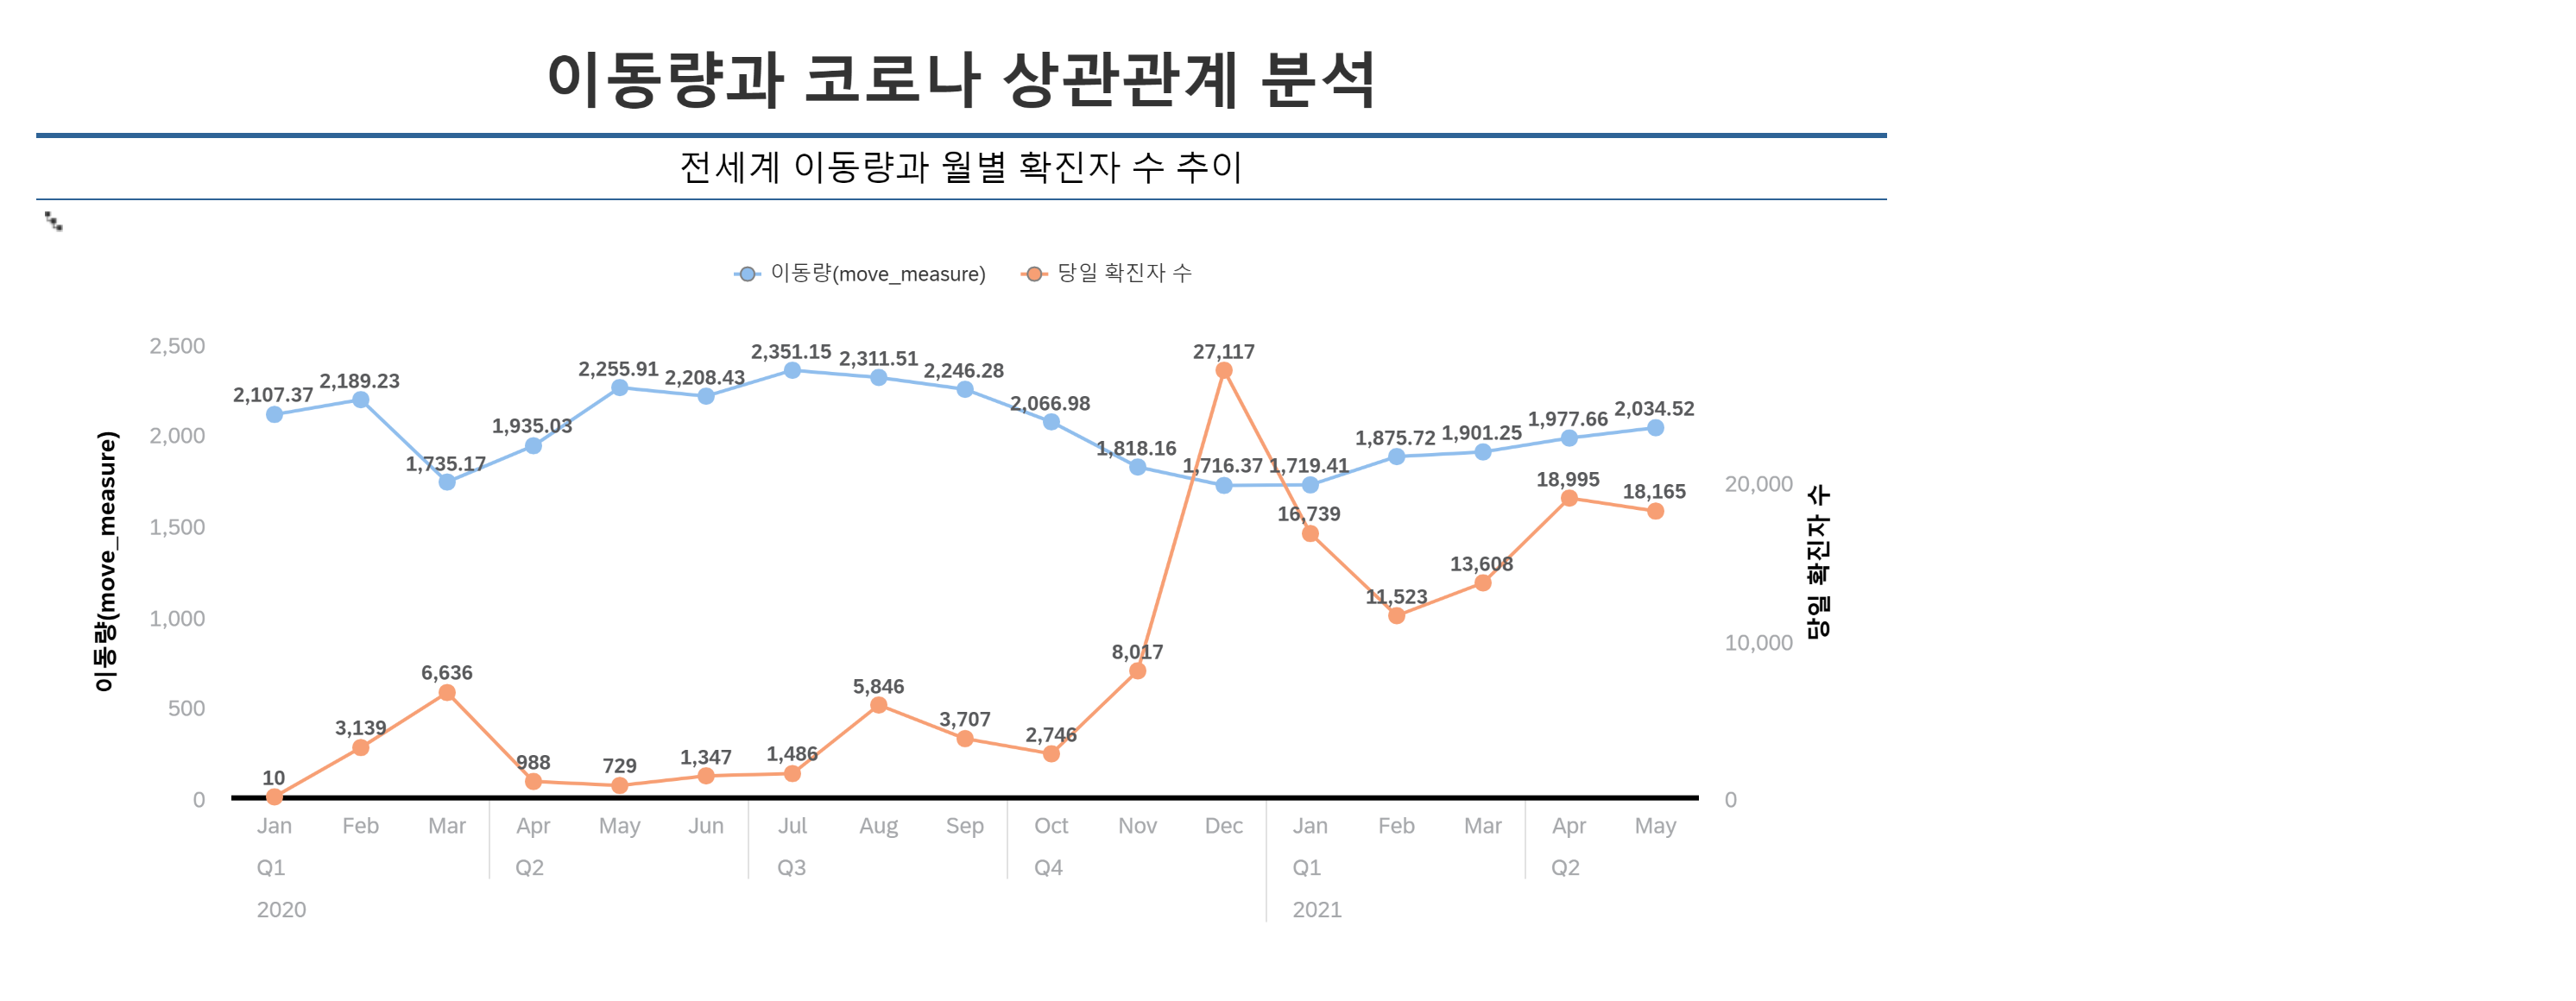 이동량과 코로나 상관관계 분석
전세계 이동량과 월별 확진자 수 추이
이동량(move_measure) 당일 확진자 수
이동량(move_measure)
2,500
2,000
1,500
1,000
500
0
2,107.37 2,189.23 1,735.17 1,935.03 2,255.91 2,208.43 2,351.15 2,311.51 2,246.28 2,066.98 1,818.16 1,716.37 1,719.41 1,875.72 1,901.25 1,977.66 2,034.52
10 3,139 6,636 988 729 1,347 1,486 5,846 3,707 2,746 8,017 27,117 16,739 11,523 13,608 18,995 18,165
20,000
10,000
0
당일 확진자 수
Jan Feb Mar Apr May Jun Jul Aug Sep Oct Nov Dec Jan Feb Mar Apr May
Q1 Q2 Q3 Q4 Q1 Q2
2020 2021